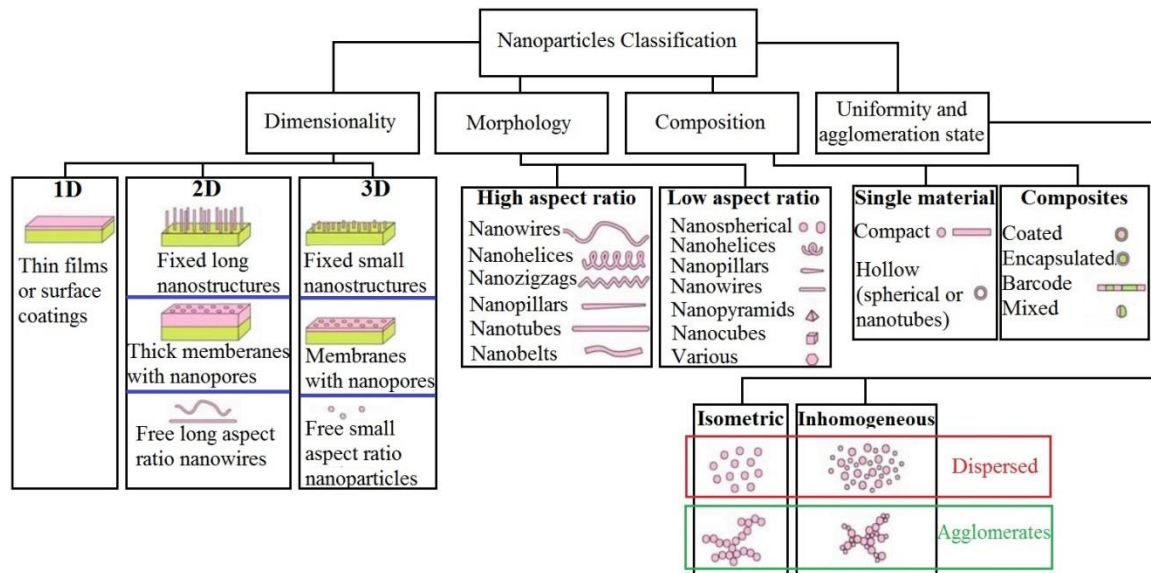 Nanoparticles Classification
Dimensionality
Morphology
Composition
Uniformity and
agglomeration state
1D
Thin films
or surface
coatings
2D
Fixed long
nanostructures
Thick memberanes
with nanopores
Free long aspect
ratio nanowires
3D
Fixed small
nanostructures
Membranes
with nanopores
Free small
aspect ratio
nanoparticles
High aspect ratio
Nanowires
Nanohelices
Nanozigzags
Nanopillars
Nanotubes
Nanobelts
Low aspect ratio
Nanospherical
Nanohelices
Nanopillars
Nanowires
Nanopyramids
Nanocubes
Various
Single material
Compact
Hollow
(spherical or
nanotubes)
Composites
Coated
Encapsulated
Barcode
Mixed
Isometric
Inhomogeneous
Dispersed
Agglomerates